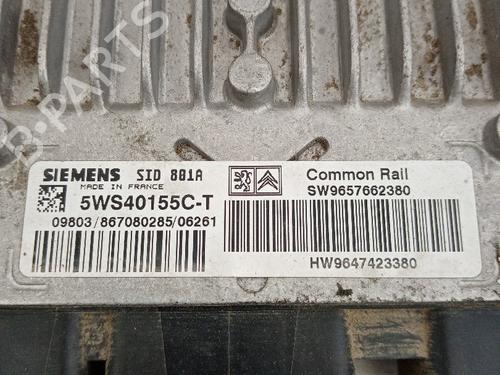 B-PARTS
SIEMENS SID 801A
MADE IN FRANCE
5WS40155C-T
09803/867080285/06261
Common Rail
SW9657662380
HW9647423380